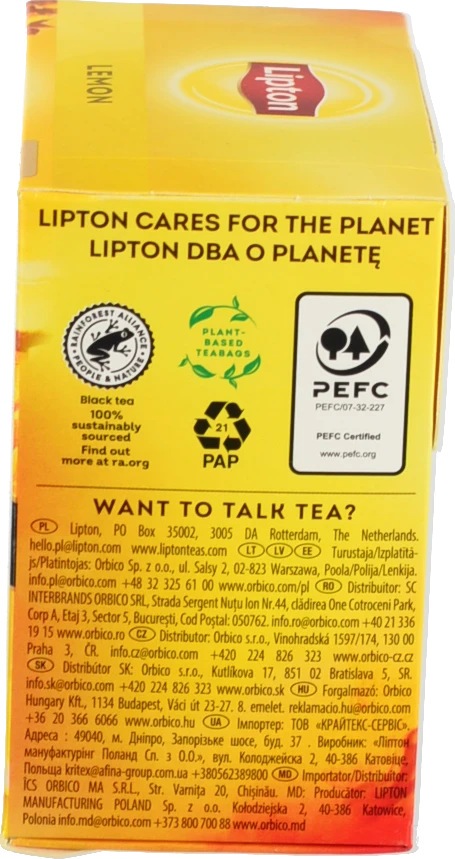 LEMON
Lipton
LIPTON CARES FOR THE PLANET
LIPTON DBA O PLANETĘ
RAINFOREST ALLIANCE
PEOPLE & NATURE
Black tea
100%
sustainably
sourced
Find out
more at ra.org
PLANT-
BASED
TEABAGS
21
PAP
PEFC
PEFC/07-32-227
PEFC Certified
www.pefc.org
WANT TO TALK TEA?
PL Lipton, PO Box 35002, 3005 DA Rotterdam, The Netherlands.
hello.pl@lipton.com www.liptonteas.com LT LV EE Turustaja/Izplatītā-
js/Platintojas: Orbico Sp. z o.o., ul. Salsy 2, 02-823 Warszawa, Poola/Polija/Lenkija.
info.pl@orbico.com +48 32 325 61 00 www.orbico.com/pl RO Distribuitor: SC
INTERBRANDS ORBICO SRL, Strada Sergent Nuțu Ion Nr.44, clădirea One Cotroceni Park,
Corp A, Etaj 3, Sector 5, București, Cod Poștal: 050762. info.ro@orbico.com +40 21 336
19 15 www.orbico.ro CZ Distributor: Orbico s.r.o., Vinohradská 1597/174, 130 00
Praha 3, ČR. info.cz@orbico.com +420 224 826 323 www.orbico-cz.cz
SK Distribútor SK: Orbico s.r.o., Kutlíkova 17, 851 02 Bratislava 5, SR.
info.sk@orbico.com +420 224 826 323 www.orbico.sk HU Forgalmazó: Orbico
Hungary Kft., 1134 Budapest, Váci út 23-27. 8. emelet. reklamacio.hu@orbico.com
+36 20 366 6066 www.orbico.hu UA Імпортер: ТОВ «КРАЙТЕКС-СЕРВІС».
Адреса : 49040, м. Дніпро, Запорізьке шосе, буд. 37 . Виробник: «Ліптон
мануфактурінг Поланд Сп. з О.О.», вул. Колоджейска 2, 40-386 Катовіце,
Польща kritex@afina-group.com.ua +380562389800 MD Importator/Distribuitor:
ÎCS ORBICO MA S.R.L., Str. Varnița 20, Chișinău. MD: Producător: LIPTON
MANUFACTURING POLAND Sp. z o.o. Kołodziejska 2, 40-386 Katowice,
Polonia info.md@orbico.com +373 800 700 88 www.orbico.md